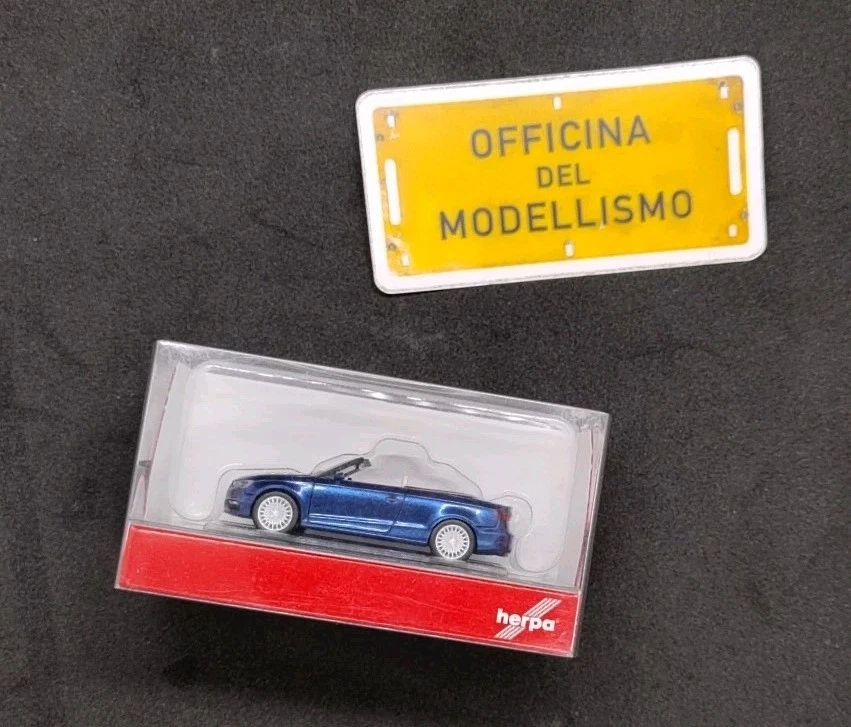 OFFICINA
DEL
MODELLISMO
herpa